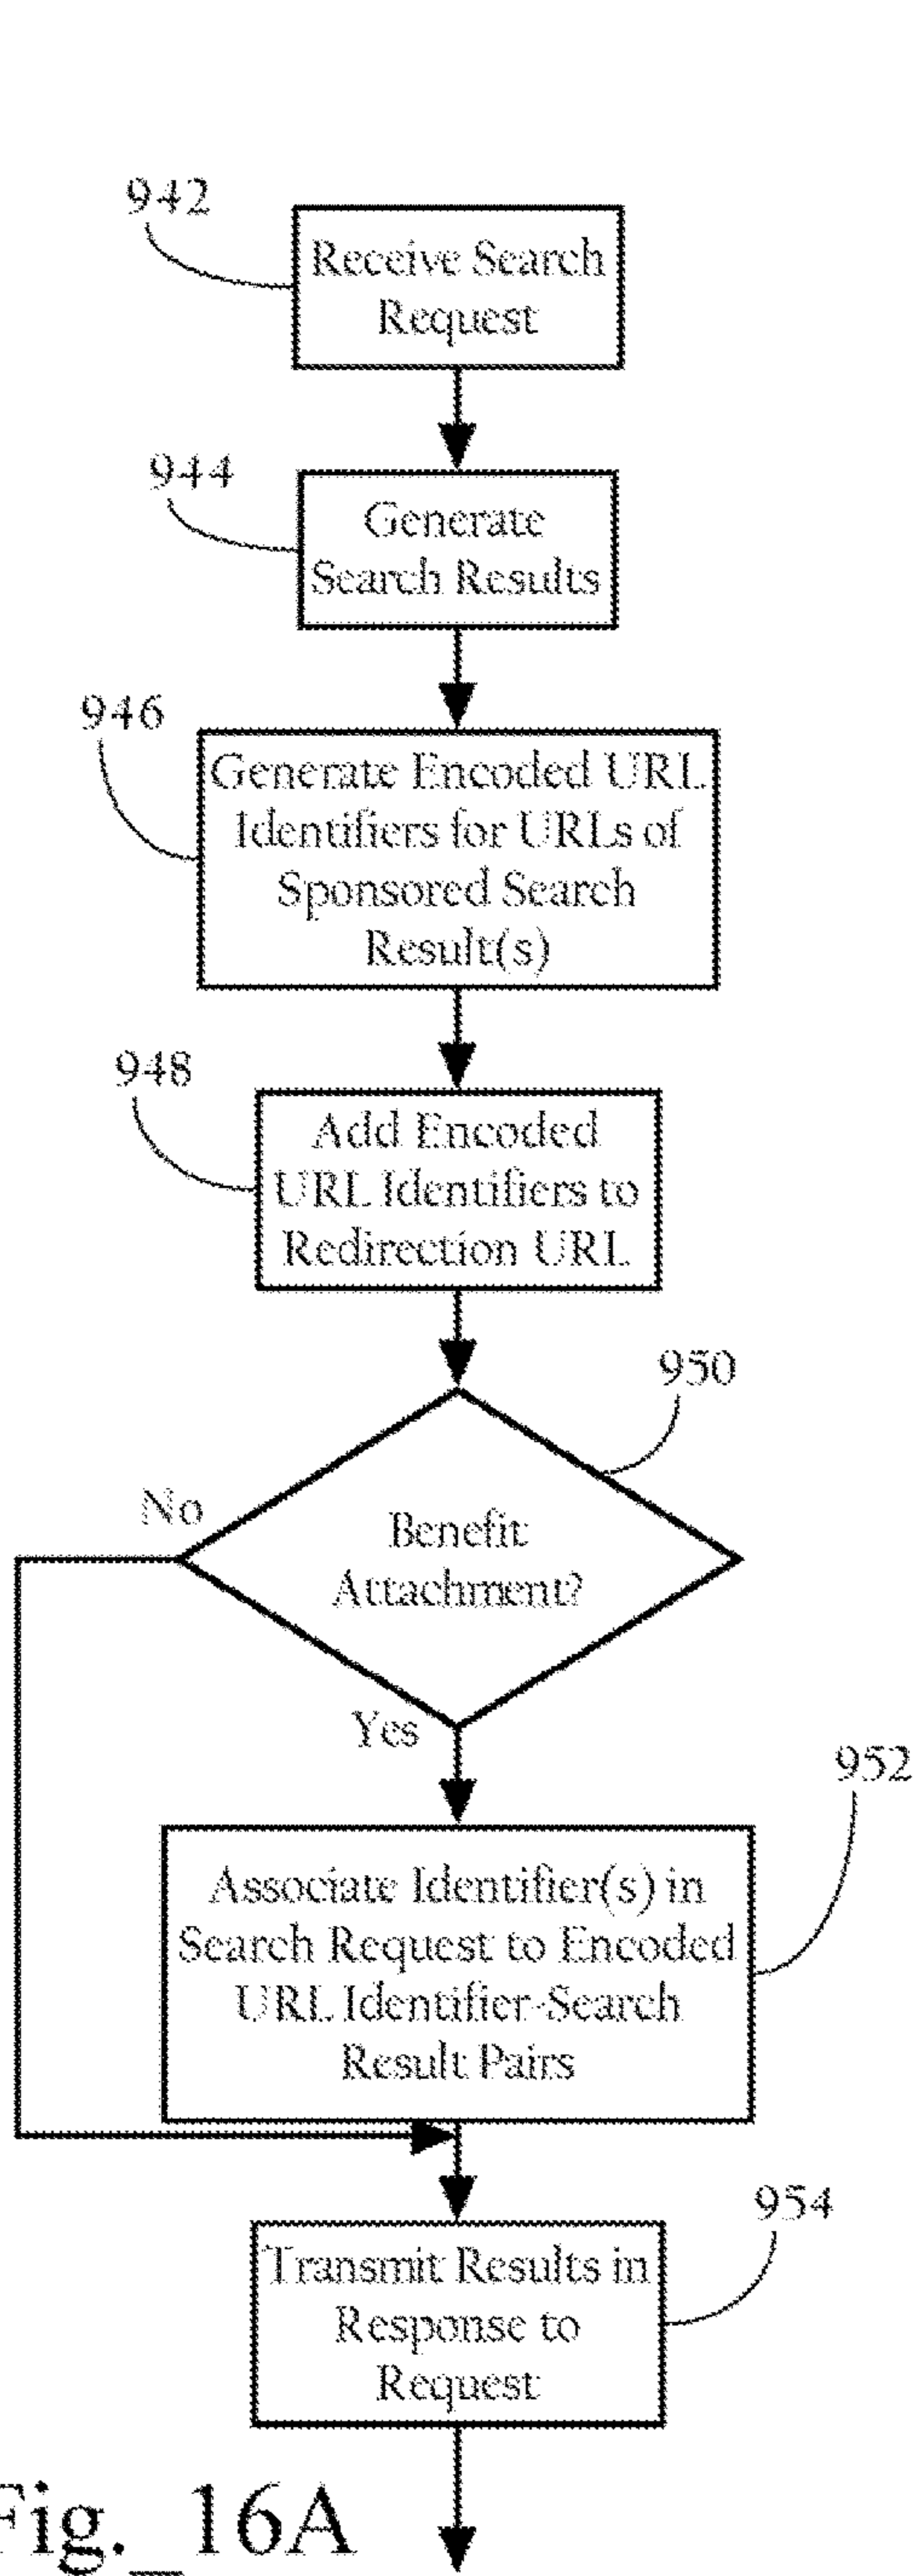 942
Receive Search
Request
944
Generate
Search Results
946
Generate Encoded URL
Identifiers for URLs of
Sponsored Search
Result(s)
948
Add Encoded
URL Identifiers to
Redirection URL
950
No
Benefit
Attachment?
Yes
952
Associate Identifier(s) in
Search Request to Encoded
URL Identifier-Search
Result Pairs
954
Transmit Results in
Response to
Request
Fig._16A